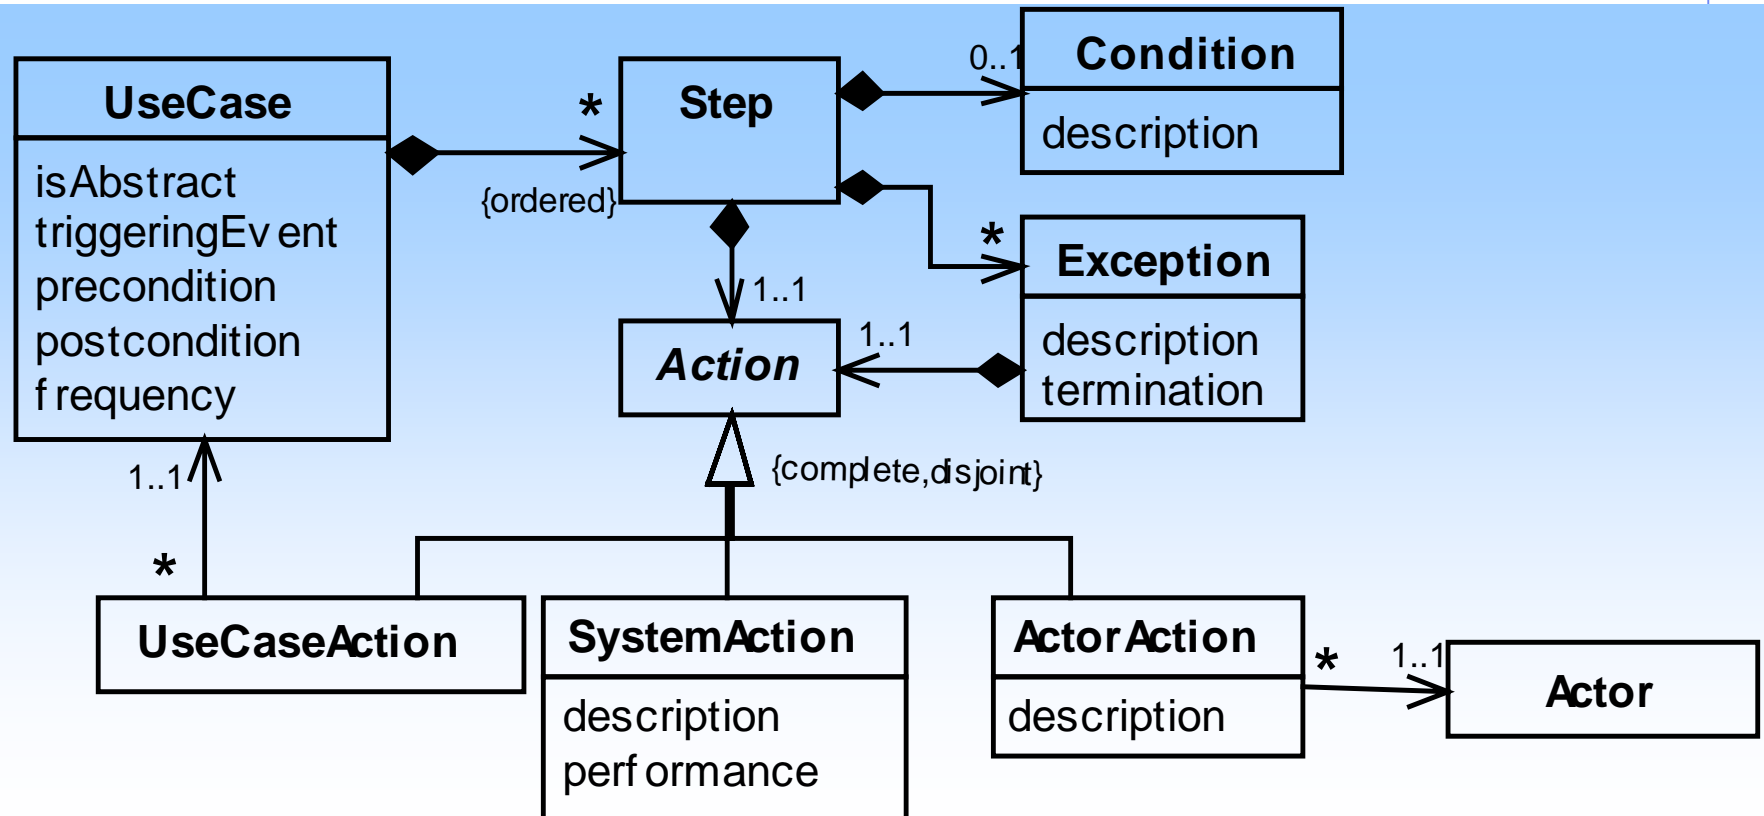 UseCase
isAbstract
triggeringEvent
precondition
postcondition
frequency
*
{ordered}
Step
0..1
Condition
description
*
Exception
description
termination
1..1
Action
1..1
{complete,disjoint}
1..1
*
UseCaseAction
SystemAction
description
performance
ActorAction
description
*
1..1
Actor